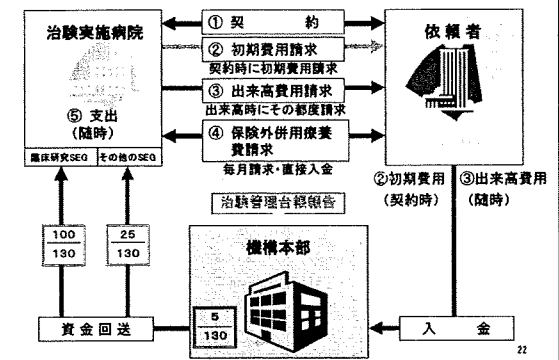 治験実施病院
⑤ 支出
(随時)
臨床研究SEG
その他のSEG
① 契 約
② 初期費用請求
契約時に初期費用請求
③ 出来高費用請求
出来高時にその都度請求
④ 保険外併用療養
費請求
毎月請求・直接入金
治験管理台帳報告
依頼者
②初期費用
(契約時)
③出来高費用
(随時)
100
130
25
130
機構本部
5
130
資金回送
入 金
22